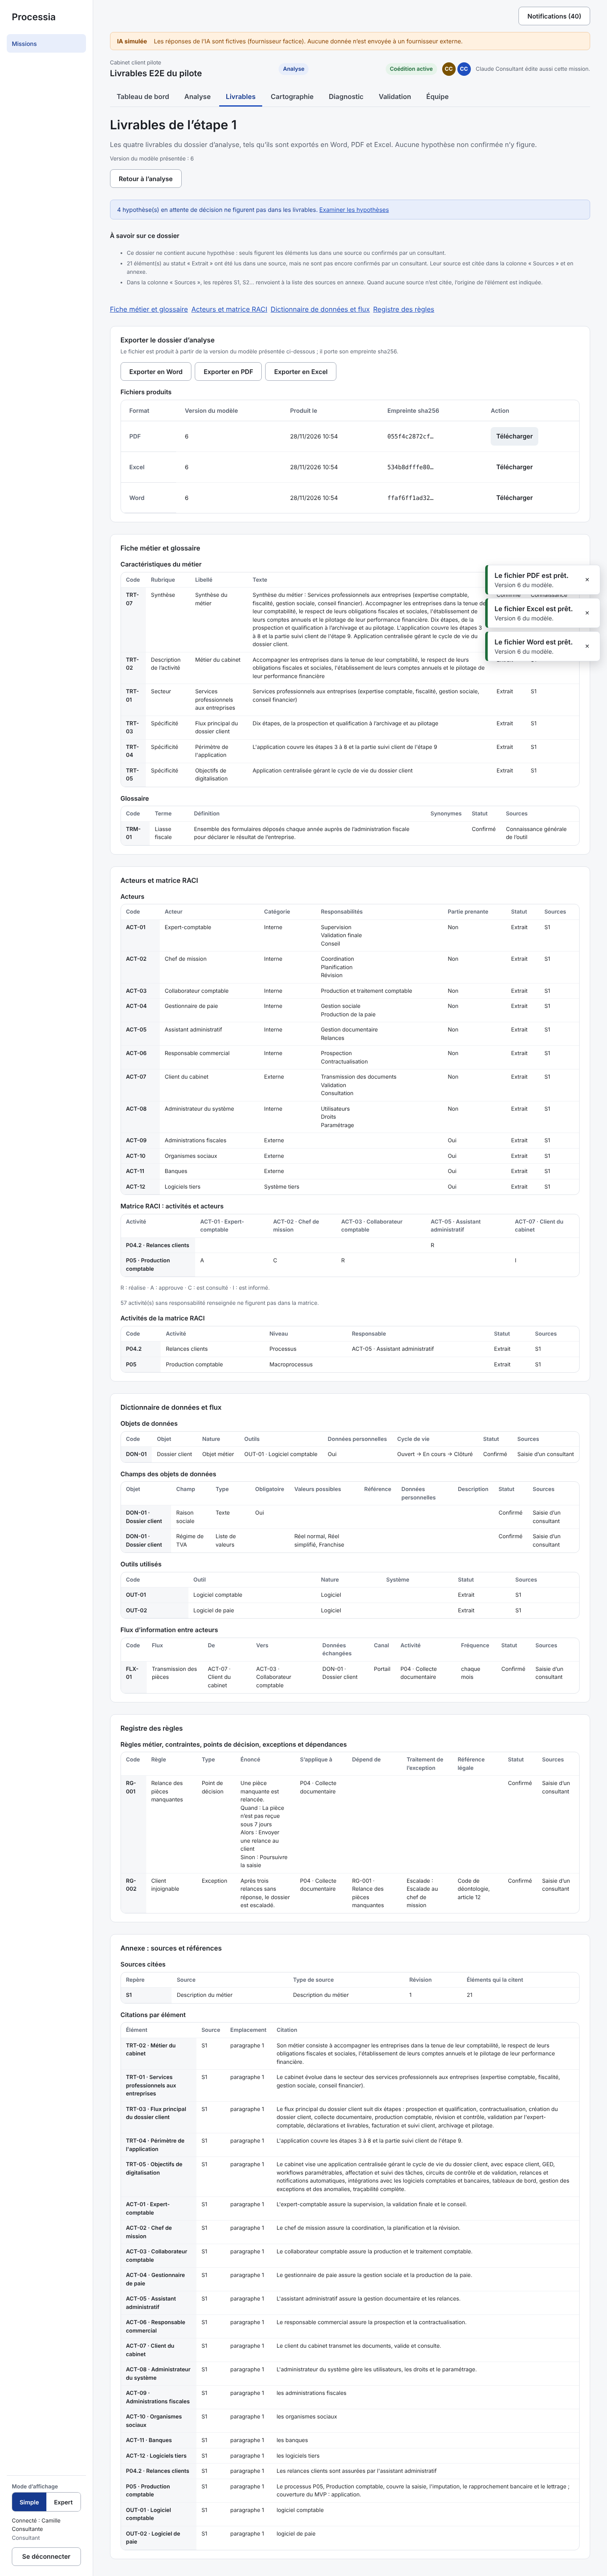 Processia
Missions
Notifications (40)
IA simulée Les réponses de l'IA sont fictives (fournisseur factice). Aucune donnée n'est envoyée à un fournisseur externe.
Cabinet client pilote
Livrables E2E du pilote
Analyse
Coédition active CC CC Claude Consultant édite aussi cette mission.
Tableau de bord Analyse Livrables Cartographie Diagnostic Validation Équipe
Livrables de l'étape 1
Les quatre livrables du dossier d'analyse, tels qu'ils sont exportés en Word, PDF et Excel. Aucune hypothèse non confirmée n'y figure.
Version du modèle présentée : 6
Retour à l'analyse
4 hypothèse(s) en attente de décision ne figurent pas dans les livrables. Examiner les hypothèses
À savoir sur ce dossier
Ce dossier ne contient aucune hypothèse : seuls figurent les éléments lus dans une source ou confirmés par un consultant.
21 élément(s) au statut « Extrait » ont été lus dans une source, mais ne sont pas encore confirmés par un consultant. Leur source est citée dans la colonne « Sources » et en
annexe.
Dans la colonne « Sources », les repères S1, S2… renvoient à la liste des sources en annexe. Quand aucune source n'est citée, l'origine de l'élément est indiquée.
Fiche métier et glossaire Acteurs et matrice RACI Dictionnaire de données et flux Registre des règles
Exporter le dossier d'analyse
Le fichier est produit à partir de la version du modèle présentée ci-dessous ; il porte son empreinte sha256.
Exporter en Word Exporter en PDF Exporter en Excel
Fichiers produits
Format Version du modèle Produit le Empreinte sha256 Action
PDF 6 28/11/2026 10:54 055f4c2872cf… Télécharger
Excel 6 28/11/2026 10:54 534b8dfffe80… Télécharger
Word 6 28/11/2026 10:54 ffaf6ff1ad32… Télécharger
Fiche métier et glossaire
Caractéristiques du métier
Code Rubrique Libellé Texte
TRT-07 Synthèse Synthèse du métier Synthèse du métier : Services professionnels aux entreprises (expertise comptable, fiscalité, gestion sociale, conseil financier). Accompagner les entreprises dans la tenue de leur comptabilité, le respect de leurs obligations fiscales et sociales, l'établissement de leurs comptes annuels et le pilotage de leur performance financière. Dix étapes, de la prospection et qualification à l'archivage et au pilotage. L'application couvre les étapes 3 à 8 et la partie suivi client de l'étape 9. Application centralisée gérant le cycle de vie du dossier client.
Le fichier PDF est prêt. ×
Version 6 du modèle.
Le fichier Excel est prêt. ×
Version 6 du modèle.
Le fichier Word est prêt. ×
Version 6 du modèle.
TRT-02 Description de l'activité Métier du cabinet Accompagner les entreprises dans la tenue de leur comptabilité, le respect de leurs obligations fiscales et sociales, l'établissement de leurs comptes annuels et le pilotage de leur performance financière
TRT-01 Secteur Services professionnels aux entreprises Services professionnels aux entreprises (expertise comptable, fiscalité, gestion sociale, conseil financier) Extrait S1
TRT-03 Spécificité Flux principal du dossier client Dix étapes, de la prospection et qualification à l'archivage et au pilotage Extrait S1
TRT-04 Spécificité Périmètre de l'application L'application couvre les étapes 3 à 8 et la partie suivi client de l'étape 9 Extrait S1
TRT-05 Spécificité Objectifs de digitalisation Application centralisée gérant le cycle de vie du dossier client Extrait S1
Glossaire
Code Terme Définition Synonymes Statut Sources
TRM-01 Liasse fiscale Ensemble de formulaires déposés chaque année auprès de l'administration fiscale pour déclarer le résultat de l'entreprise. Confirmé Connaissance générale de l'outil
Acteurs et matrice RACI
Acteurs
Code Acteur Catégorie Responsabilités Partie prenante Statut Sources
ACT-01 Expert-comptable Interne Supervision Validation finale Conseil Non Extrait S1
ACT-02 Chef de mission Interne Coordination Planification Révision Non Extrait S1
ACT-03 Collaborateur comptable Interne Production et traitement comptable Non Extrait S1
ACT-04 Gestionnaire de paie Interne Gestion sociale Production de la paie Non Extrait S1
ACT-05 Assistant administratif Interne Gestion documentaire Relances Non Extrait S1
ACT-06 Responsable commercial Interne Prospection Contractualisation Non Extrait S1
ACT-07 Client du cabinet Externe Transmission des documents Validation Consultation Non Extrait S1
ACT-08 Administrateur du système Interne Utilisateurs Droits Paramétrage Non Extrait S1
ACT-09 Administrations fiscales Externe Oui Extrait S1
ACT-10 Organismes sociaux Externe Oui Extrait S1
ACT-11 Banques Externe Oui Extrait S1
ACT-12 Logiciels tiers Système tiers Oui Extrait S1
Matrice RACI : activités et acteurs
Activité ACT-01 · Expert-comptable ACT-02 · Chef de mission ACT-03 · Collaborateur comptable ACT-05 · Assistant administratif ACT-07 · Client du cabinet
P04.2 · Relances clients R
P05 · Production comptable A C R I
R : réalise · A : approuve · C : est consulté · I : est informé.
57 activité(s) sans responsabilité renseignée ne figurent pas dans la matrice.
Activités de la matrice RACI
Code Activité Niveau Responsable Statut Sources
P04.2 Relances clients Processus ACT-05 · Assistant administratif Extrait S1
P05 Production comptable Macroprocessus Extrait S1
Dictionnaire de données et flux
Objets de données
Code Objet Nature Outils Données personnelles Cycle de vie Statut Sources
DON-01 Dossier client Objet métier OUT-01 · Logiciel comptable Oui Ouvert → En cours → Clôturé Confirmé Saisie d'un consultant
Champs des objets de données
Objet Champ Type Obligatoire Valeurs possibles Référence Données personnelles Description Statut Sources
DON-01 · Dossier client Raison sociale Texte Oui Confirmé Saisie d'un consultant
DON-01 · Dossier client Régime de TVA Liste de valeurs Réel normal, Réel simplifié, Franchise Confirmé Saisie d'un consultant
Outils utilisés
Code Outil Nature Système Statut Sources
OUT-01 Logiciel comptable Logiciel Extrait S1
OUT-02 Logiciel de paie Logiciel Extrait S1
Flux d'information entre acteurs
Code Flux De Vers Données échangées Canal Activité Fréquence Statut Sources
FLX-01 Transmission des pièces ACT-07 · Client du cabinet ACT-03 · Collaborateur comptable DON-01 · Dossier client Portail P04 · Collecte documentaire chaque mois Confirmé Saisie d'un consultant
Registre des règles
Règles métier, contraintes, points de décision, exceptions et dépendances
Code Règle Type Énoncé S'applique à Dépend de Traitement de l'exception Référence légale Statut Sources
RG-001 Relance des pièces manquantes Point de décision Une pièce manquante est relancée. Quand : La pièce n'est pas reçue sous 7 jours Alors : Envoyer une relance au client Sinon : Poursuivre la saisie P04 · Collecte documentaire Confirmé Saisie d'un consultant
RG-002 Client injoignable Exception Après trois relances sans réponse, le dossier est escaladé. P04 · Collecte documentaire RG-001 · Relance des pièces manquantes Escalade : Escalade au chef de mission Code de déontologie, article 12 Confirmé Saisie d'un consultant
Annexe : sources et références
Sources citées
Repère Source Type de source Révision Éléments qui la citent
S1 Description du métier Description du métier 1 21
Citations par élément
Élément Source Emplacement Citation
TRT-02 · Métier du cabinet S1 paragraphe 1 Son métier consiste à accompagner les entreprises dans la tenue de leur comptabilité, le respect de leurs obligations fiscales et sociales, l'établissement de leurs comptes annuels et le pilotage de leur performance financière.
TRT-01 · Services professionnels aux entreprises S1 paragraphe 1 Le cabinet évolue dans le secteur des services professionnels aux entreprises (expertise comptable, fiscalité, gestion sociale, conseil financier).
TRT-03 · Flux principal du dossier client S1 paragraphe 1 Le flux principal du dossier client suit dix étapes : prospection et qualification, contractualisation, création du dossier client, collecte documentaire, production comptable, révision et contrôle, validation par l'expert-comptable, déclarations et livrables, facturation et suivi client, archivage et pilotage.
TRT-04 · Périmètre de l'application S1 paragraphe 1 L'application couvre les étapes 3 à 8 et la partie suivi client de l'étape 9.
TRT-05 · Objectifs de digitalisation S1 paragraphe 1 Le cabinet vise une application centralisée gérant le cycle de vie du dossier client, avec espace client, GED, workflows paramétrables, affectation et suivi des tâches, circuits de contrôle et de validation, relances et notifications automatiques, intégrations avec les logiciels comptables et bancaires, tableaux de bord, gestion des exceptions et des anomalies, traçabilité complète.
ACT-01 · Expert-comptable S1 paragraphe 1 L'expert-comptable assure la supervision, la validation finale et le conseil.
ACT-02 · Chef de mission S1 paragraphe 1 Le chef de mission assure la coordination, la planification et la révision.
ACT-03 · Collaborateur comptable S1 paragraphe 1 Le collaborateur comptable assure la production et le traitement comptable.
ACT-04 · Gestionnaire de paie S1 paragraphe 1 Le gestionnaire de paie assure la gestion sociale et la production de la paie.
ACT-05 · Assistant administratif S1 paragraphe 1 L'assistant administratif assure la gestion documentaire et les relances.
ACT-06 · Responsable commercial S1 paragraphe 1 Le responsable commercial assure la prospection et la contractualisation.
ACT-07 · Client du cabinet S1 paragraphe 1 Le client du cabinet transmet les documents, valide et consulte.
ACT-08 · Administrateur du système S1 paragraphe 1 L'administrateur du système gère les utilisateurs, les droits et le paramétrage.
ACT-09 · Administrations fiscales S1 paragraphe 1 les administrations fiscales
ACT-10 · Organismes sociaux S1 paragraphe 1 les organismes sociaux
ACT-11 · Banques S1 paragraphe 1 les banques
ACT-12 · Logiciels tiers S1 paragraphe 1 les logiciels tiers
P04.2 · Relances clients S1 paragraphe 1 Les relances clients sont assurées par l'assistant administratif
P05 · Production comptable S1 paragraphe 1 Le processus P05, Production comptable, couvre la saisie, l'imputation, le rapprochement bancaire et le lettrage ; couverture du MVP : application.
OUT-01 · Logiciel comptable S1 paragraphe 1 logiciel comptable
OUT-02 · Logiciel de paie S1 paragraphe 1 logiciel de paie
Mode d'affichage
Simple Expert
Connecté : Camille
Consultante
Consultant
Se déconnecter